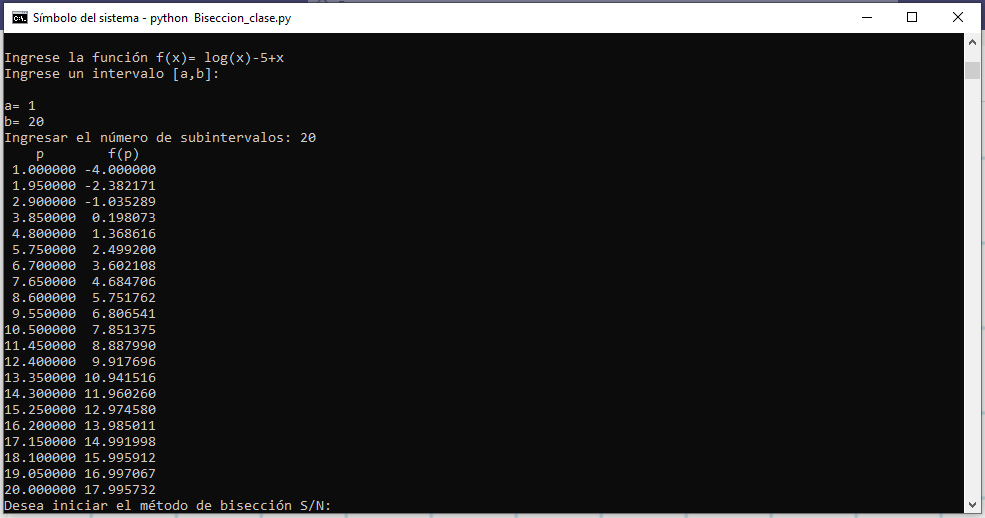 Símbolo del sistema - python Biseccion_clase.py
Ingrese la función f(x)= log(x)-5+x
Ingrese un intervalo [a,b]:
a= 1
b= 20
Ingresar el número de subintervalos: 20
p f(p)
1.000000 -4.000000
1.950000 -2.382171
2.900000 -1.035289
3.850000 0.198073
4.800000 1.368616
5.750000 2.499200
6.700000 3.602108
7.650000 4.684706
8.600000 5.751762
9.550000 6.806541
10.500000 7.851375
11.450000 8.887990
12.400000 9.917696
13.350000 10.941516
14.300000 11.960260
15.250000 12.974580
16.200000 13.985011
17.150000 14.991998
18.100000 15.995912
19.050000 16.997067
20.000000 17.995732
Desea iniciar el método de bisección S/N: